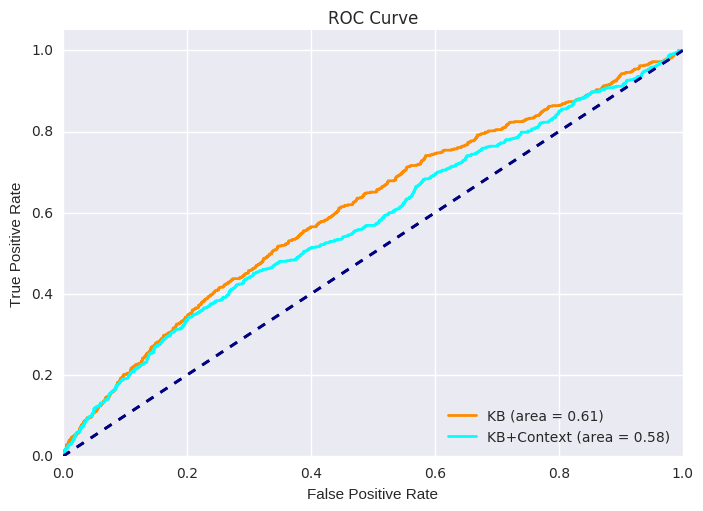 ROC Curve
1.0
0.8
0.6
0.4
0.2
0.0
True Positive Rate
KB (area = 0.61)
KB+Context (area = 0.58)
0.0 0.2 0.4 0.6 0.8 1.0
False Positive Rate